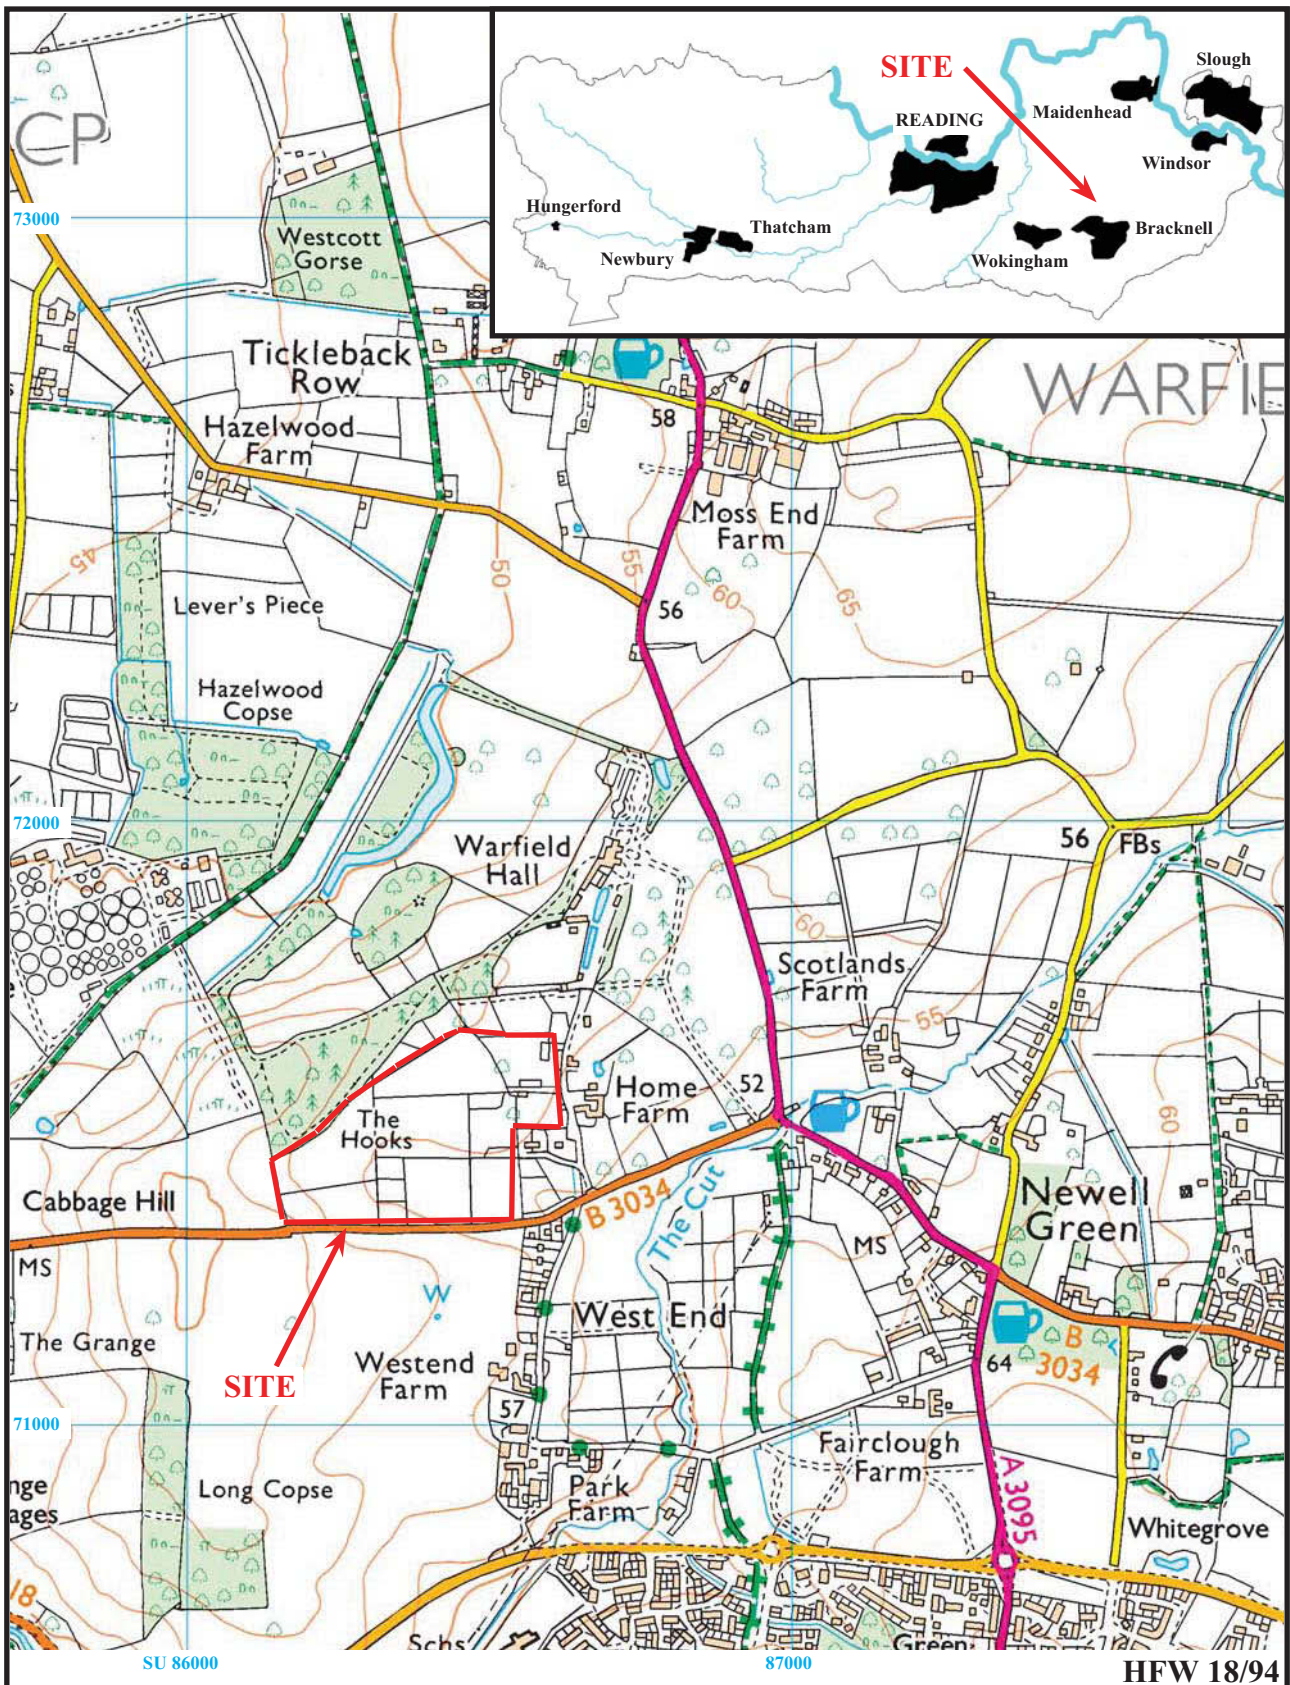 CP
SITE
Slough
Maidenhead
READING
Windsor
Hungerford
Thatcham
Newbury
Bracknell
Wokingham
73000
Westcott
Gorse
Tickleback
Row
WARFIE
58
Hazelwood
Farm
Moss End
Farm
45
50
55
60
65
Lever's Piece
56
Hazelwood
Copse
72000
Warfield
Hall
56
FBs
60
Scotlands
Farm
55
The
Hooks
Home
Farm
52
60
Cabbage Hill
B 3034
The Cut
Newell
Green
MS
MS
W
The Grange
West End
Westend
Farm
B
3034
SITE
64
57
71000
Fairclough
Farm
nge
ages
Long Copse
Park
Farm
A 3095
Whitegrove
18
Schs
Green
SU 86000
87000
HFW 18/94